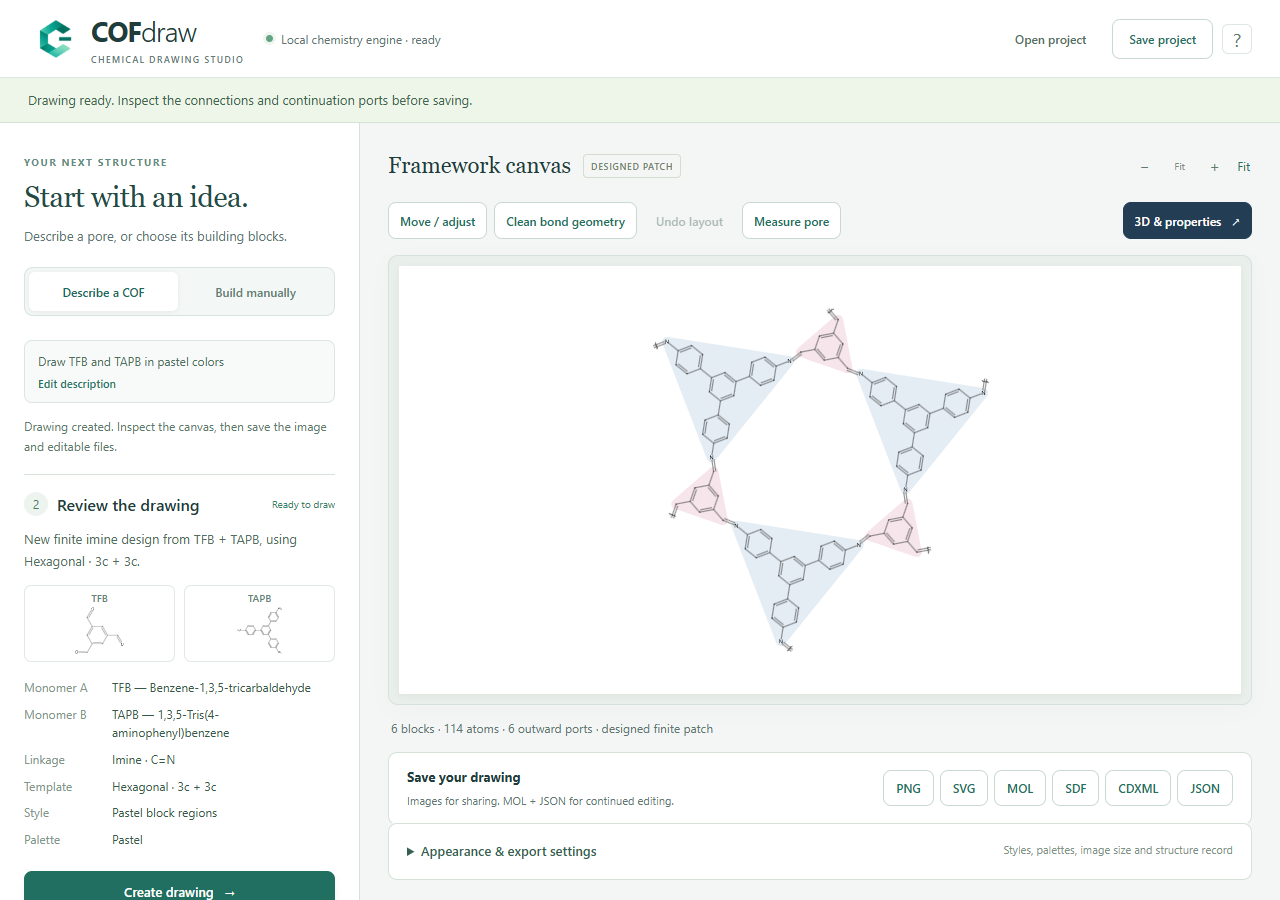 COFdraw
CHEMICAL DRAWING STUDIO
Local chemistry engine · ready
Open project
Save project
?
Drawing ready. Inspect the connections and continuation ports before saving.
YOUR NEXT STRUCTURE
Start with an idea.
Describe a pore, or choose its building blocks.
Describe a COF
Build manually
Draw TFB and TAPB in pastel colors
Edit description
Drawing created. Inspect the canvas, then save the image
and editable files.
2
Review the drawing
Ready to draw
New finite imine design from TFB + TAPB, using
Hexagonal · 3c + 3c.
TFB
TAPB
Monomer A
TFB — Benzene-1,3,5-tricarbaldehyde
Monomer B
TAPB — 1,3,5-Tris(4-
aminophenyl)benzene
Linkage
Imine · C=N
Template
Hexagonal · 3c + 3c
Style
Pastel block regions
Palette
Pastel
Create drawing →
Framework canvas
DESIGNED PATCH
−
Fit
+
Fit
Move / adjust
Clean bond geometry
Undo layout
Measure pore
3D & properties ↗
N
N
N
N
N
N
N
N
N
6 blocks · 114 atoms · 6 outward ports · designed finite patch
Save your drawing
Images for sharing. MOL + JSON for continued editing.
PNG
SVG
MOL
SDF
CDXML
JSON
▶ Appearance & export settings
Styles, palettes, image size and structure record